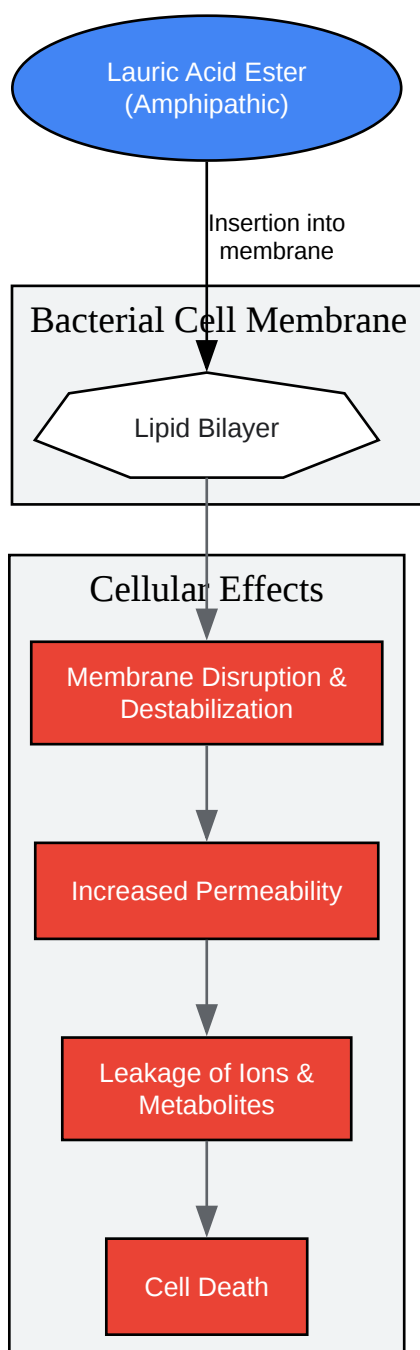 Lauric Acid Ester
(Amphipathic)
Insertion into
membrane
Bacterial Cell Membrane
Lipid Bilayer
Cellular Effects
Membrane Disruption &
Destabilization
Increased Permeability
Leakage of Ions &
Metabolites
Cell Death